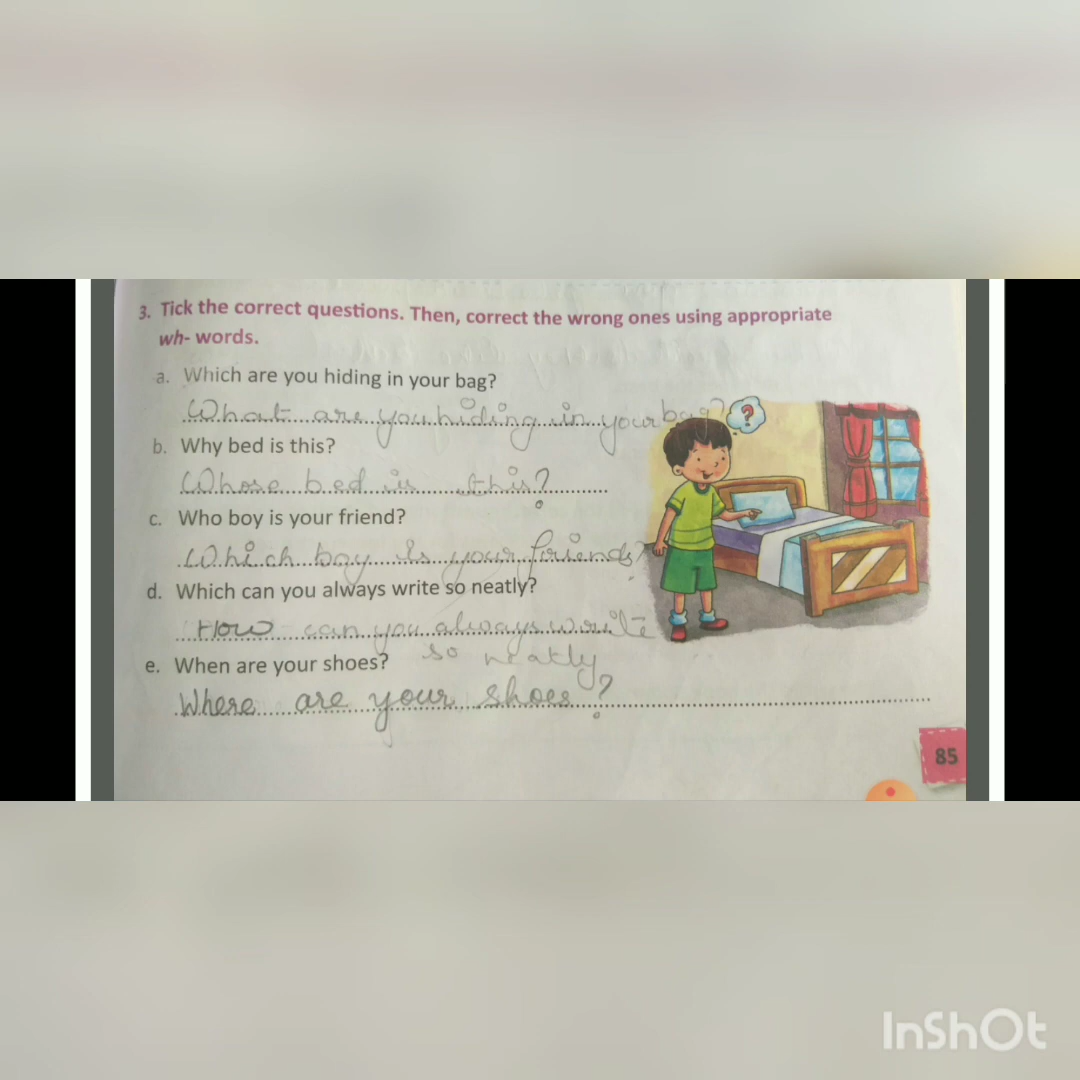 3. Tick the correct questions. Then, correct the wrong ones using appropriate
wh- words.
a. Which are you hiding in your bag?
What are you hiding in your bag?
?
b. Why bed is this?
Whose bed is this?
c. Who boy is your friend?
Which boy is your friends?
d. Which can you always write so neatly?
How can you always write
so neatly
e. When are your shoes?
Where are your shoes?
85
InShOt